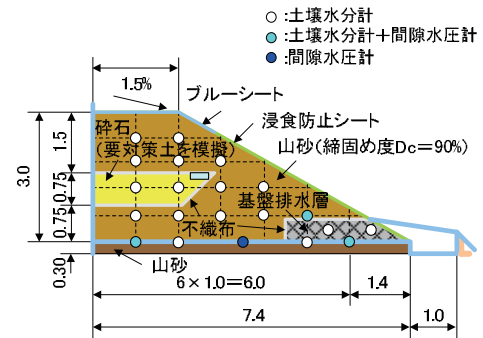 ○:土壌水分計
●:土壌水分計+間隙水圧計
●:間隙水圧計
1.5%
ブルーシート
浸食防止シート
砕石
(要対策土を模擬)
山砂(締固め度Dc=90%)
基盤排水層
不織布
山砂
3.0
1.5
0.75
0.75
0.30
6×1.0=6.0
1.4
7.4
1.0